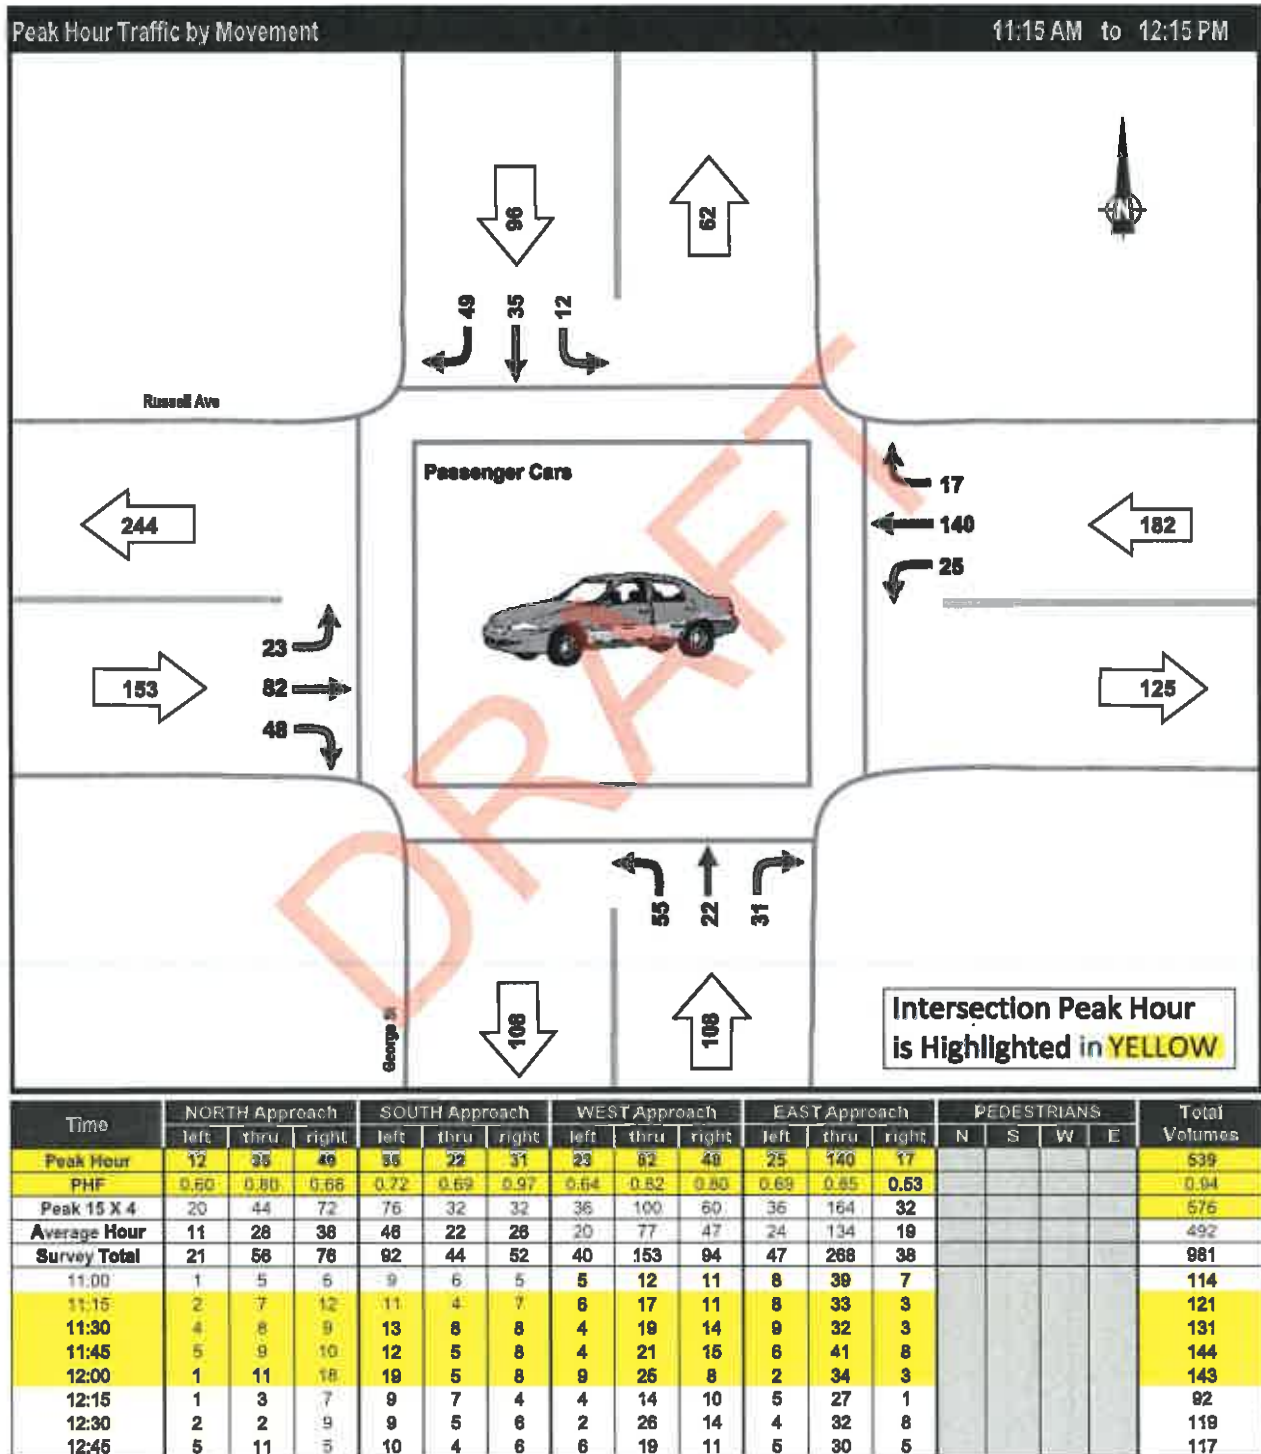 Peak Hour Traffic by Movement 11:15 AM to 12:15 PM
96 62
N
49 35 12
Russell Ave
Passenger Cars
17
244 140 182
25
23
153 82 125
48
55 22 31
DRAFT
George St
108 108
Intersection Peak Hour
is Highlighted in YELLOW
Time NORTH Approach SOUTH Approach WEST Approach EAST Approach PEDESTRIANS Total Volumes
left thru right left thru right left thru right left thru right N S W E
Peak Hour 12 35 49 55 22 31 23 82 48 25 140 17 539
PHF 0.60 0.80 0.68 0.72 0.69 0.97 0.64 0.82 0.80 0.69 0.85 0.53 0.94
Peak 15 X 4 20 44 72 76 32 32 36 100 60 36 164 32 576
Average Hour 11 28 38 46 22 26 20 77 47 24 134 19 492
Survey Total 21 56 76 92 44 52 40 153 94 47 268 38 981
11:00 1 5 6 9 6 5 5 12 11 8 39 7 114
11:15 2 7 12 11 4 7 6 17 11 8 33 3 121
11:30 4 8 9 13 8 8 4 19 14 9 32 3 131
11:45 5 9 10 12 5 8 4 21 15 6 41 8 144
12:00 1 11 18 19 5 8 9 25 8 2 34 3 143
12:15 1 3 7 9 7 4 4 14 10 5 27 1 92
12:30 2 2 9 9 5 6 2 26 14 4 32 8 119
12:45 5 11 5 10 4 6 6 19 11 5 30 5 117